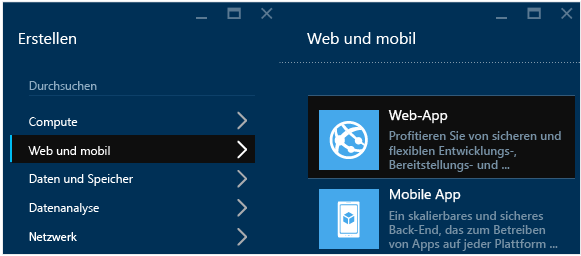 Erstellen
Durchsuchen
Compute
Web und mobil
Daten und Speicher
Datenanalyse
Netzwerk
Web und mobil
Web-App
Profitieren Sie von sicheren und
flexiblen Entwicklungs-,
Bereitstellungs- und ...
Mobile App
Ein skalierbares und sicheres
Back-End, das zum Betreiben
von Apps auf jeder Plattform ...